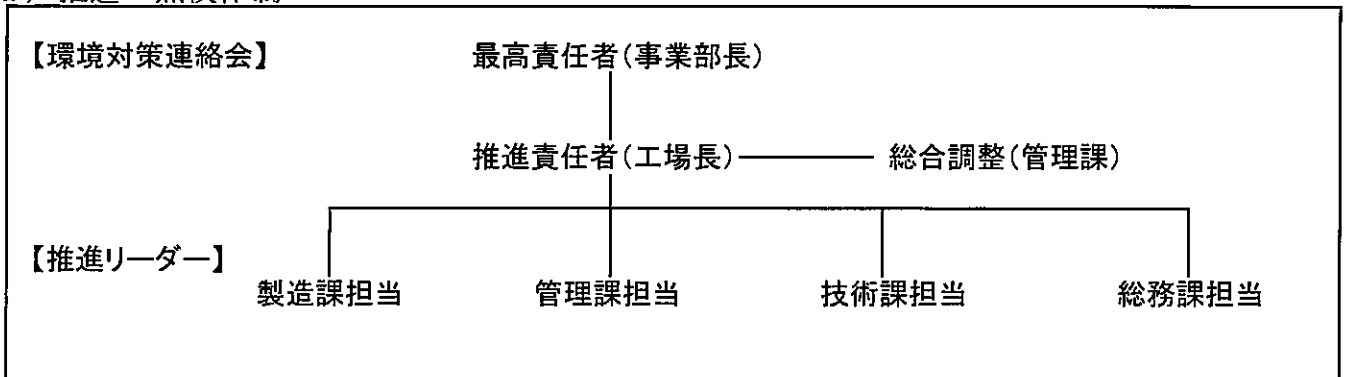 【環境対策連絡会】 最高責任者(事業部長)
推進責任者(工場長) 総合調整(管理課)
【推進リーダー】
製造課担当 管理課担当 技術課担当 総務課担当